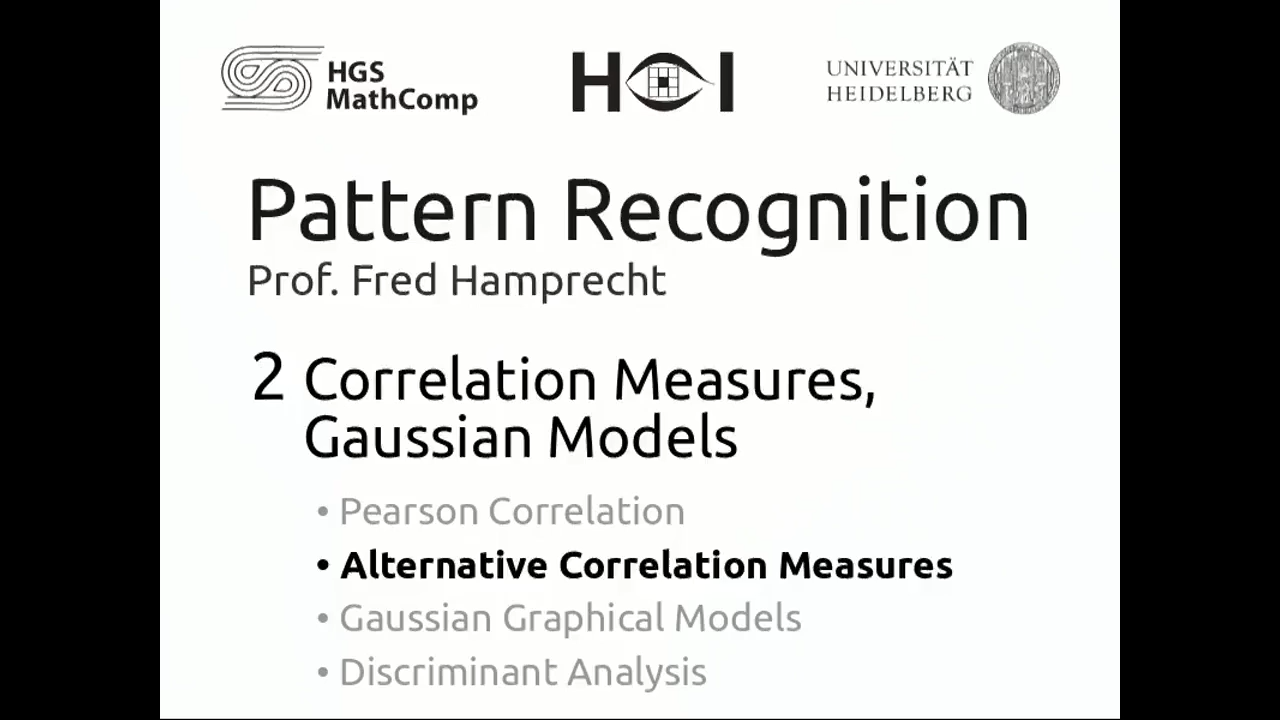 HGS
MathComp
HCI
UNIVERSITÄT
HEIDELBERG
Pattern Recognition
Prof. Fred Hamprecht
2 Correlation Measures,
Gaussian Models
• Pearson Correlation
• Alternative Correlation Measures
• Gaussian Graphical Models
• Discriminant Analysis